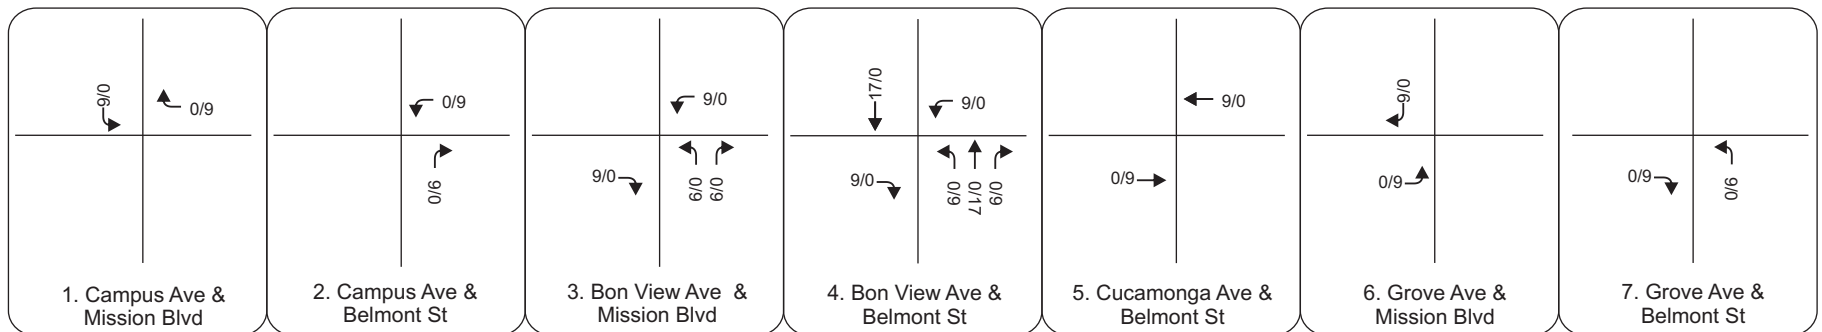 9/0
0/9
1. Campus Ave &
Mission Blvd
0/9
9/0
2. Campus Ave &
Belmont St
9/0
9/0
0/9
0/9
3. Bon View Ave &
Mission Blvd
17/0
9/0
9/0
0/9
0/17
0/9
4. Bon View Ave &
Belmont St
9/0
0/9
5. Cucamonga Ave &
Belmont St
9/0
0/9
6. Grove Ave &
Mission Blvd
0/9
9/0
7. Grove Ave &
Belmont St